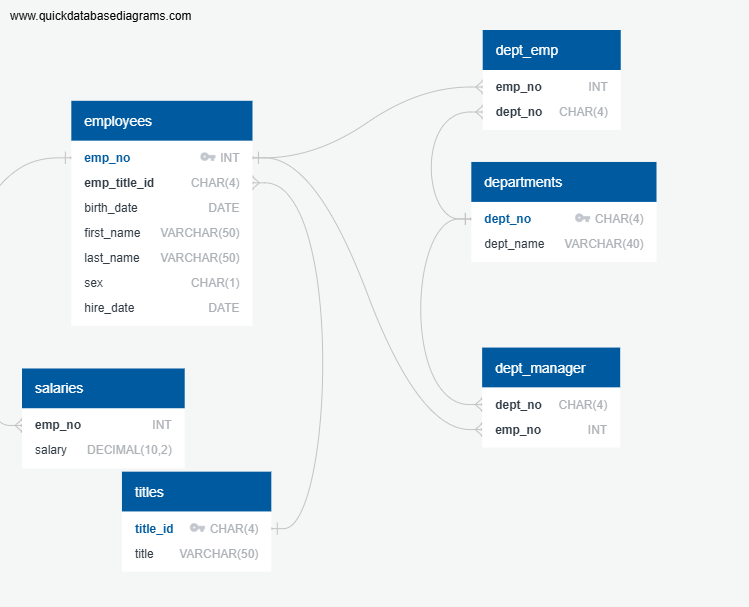 www.quickdatabasediagrams.com
employees
emp_no INT
emp_title_id CHAR(4)
birth_date DATE
first_name VARCHAR(50)
last_name VARCHAR(50)
sex CHAR(1)
hire_date DATE
dept_emp
emp_no INT
dept_no CHAR(4)
departments
dept_no CHAR(4)
dept_name VARCHAR(40)
dept_manager
dept_no CHAR(4)
emp_no INT
salaries
emp_no INT
salary DECIMAL(10,2)
titles
title_id CHAR(4)
title VARCHAR(50)